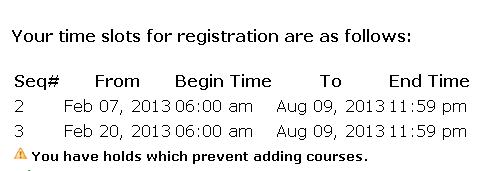 Your time slots for registration are as follows:
Seq# From Begin Time To End Time
2 Feb 07, 2013 06:00 am Aug 09, 2013 11:59 pm
3 Feb 20, 2013 06:00 am Aug 09, 2013 11:59 pm
You have holds which prevent adding courses.